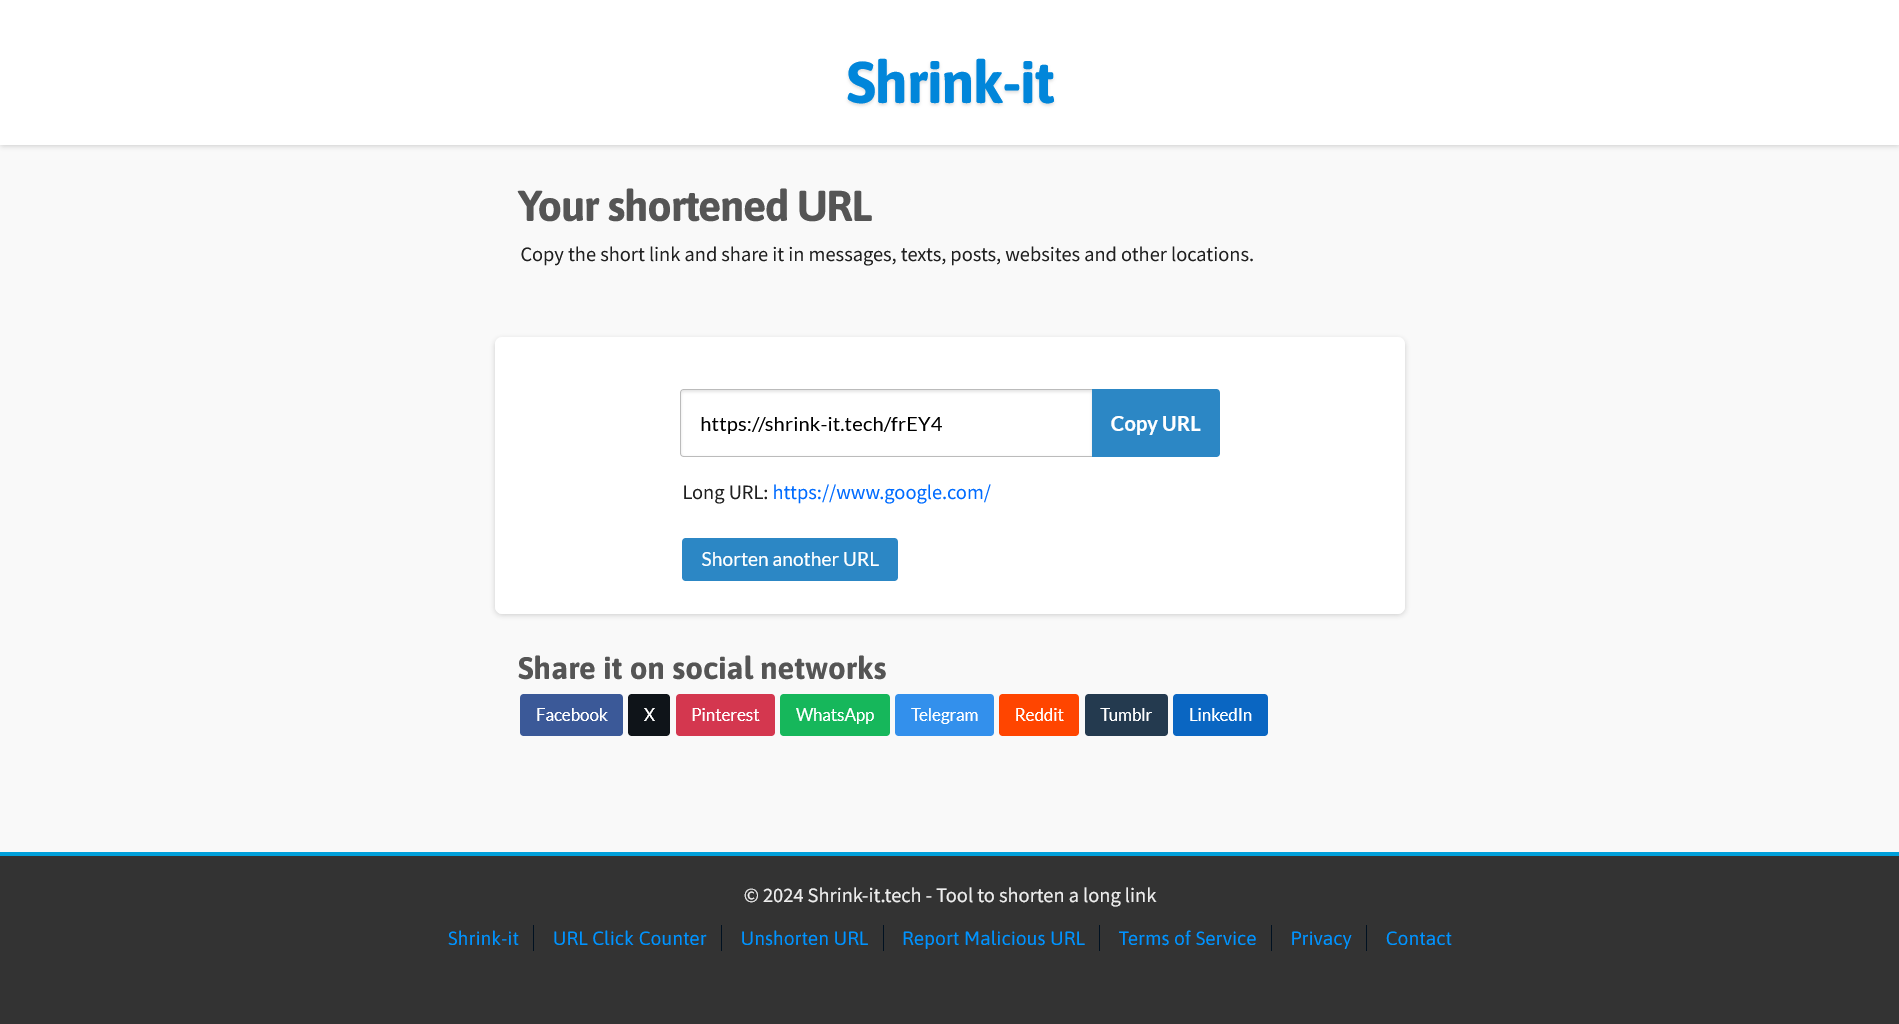 Shrink-it
Your shortened URL
Copy the short link and share it in messages, texts, posts, websites and other locations.
https://shrink-it.tech/frEY4
Copy URL
Long URL: https://www.google.com/
Shorten another URL
Share it on social networks
Facebook X Pinterest WhatsApp Telegram Reddit Tumblr LinkedIn
© 2024 Shrink-it.tech - Tool to shorten a long link
Shrink-it URL Click Counter Unshorten URL Report Malicious URL Terms of Service Privacy Contact